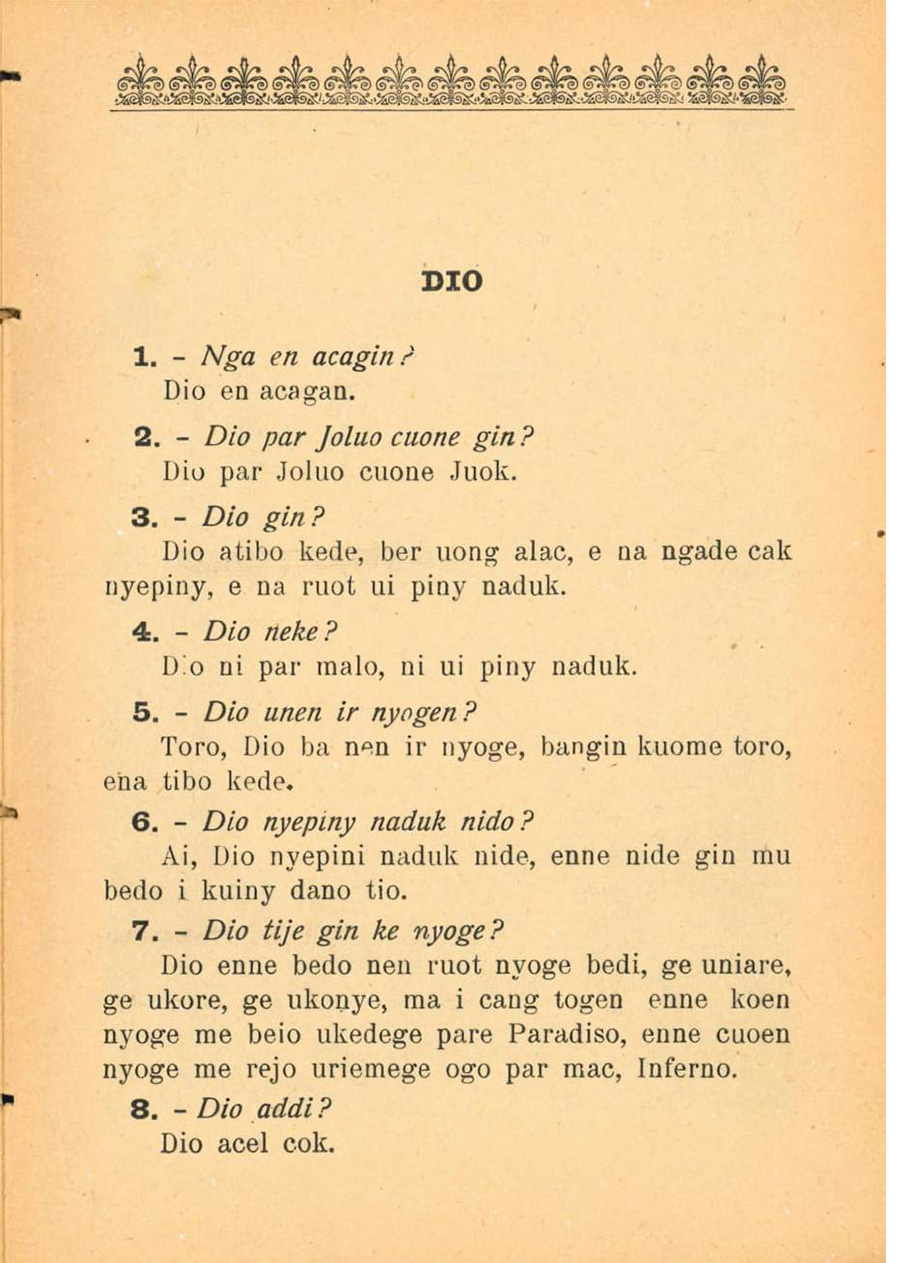 DIO
1. - Nga en acagin?
Dio en acagan.
2. - Dio par Joluo cuone gin?
Dio par Joluo cuone Juok.
3. - Dio gin?
Dio atibo kede, ber uong alac, e na ngade cak
nyepiny, e na ruot ui piny naduk.
4. - Dio neke?
Dio ni par malo, ni ui piny naduk.
5. - Dio unen ir nyogen?
Toro, Dio ba nen ir nyoge, bangin kuome toro,
ena tibo kede.
6. - Dio nyepiny naduk nido?
Ai, Dio nyepini naduk nide, enne nide gin mu
bedo i kuiny dano tio.
7. - Dio tije gin ke nyoge?
Dio enne bedo nen ruot nyoge bedi, ge uniare,
ge ukore, ge ukonye, ma i cang togen enne koen
nyoge me beio ukedege pare Paradiso, enne cuoen
nyoge me rejo uriemege ogo par mac, Inferno.
8. - Dio addi?
Dio acel cok.